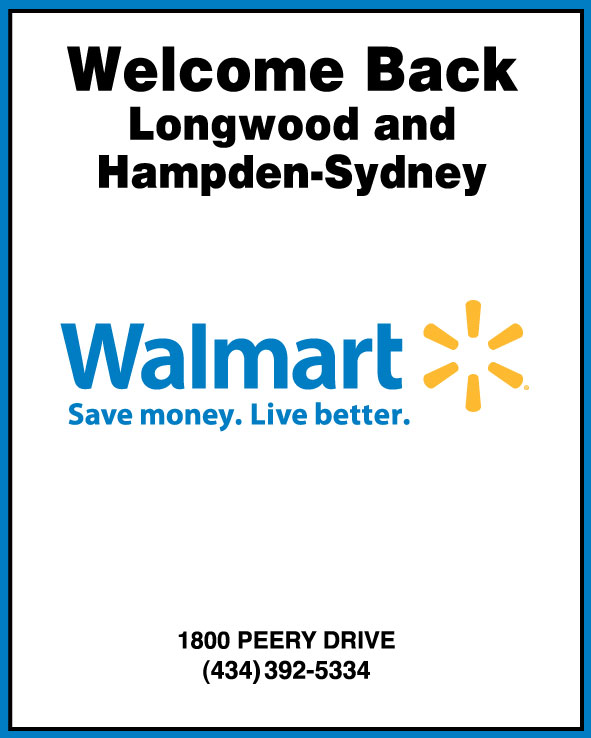 Welcome Back
Longwood and
Hampden-Sydney
Walmart
Save money. Live better.
1800 PEERY DRIVE
(434) 392-5334